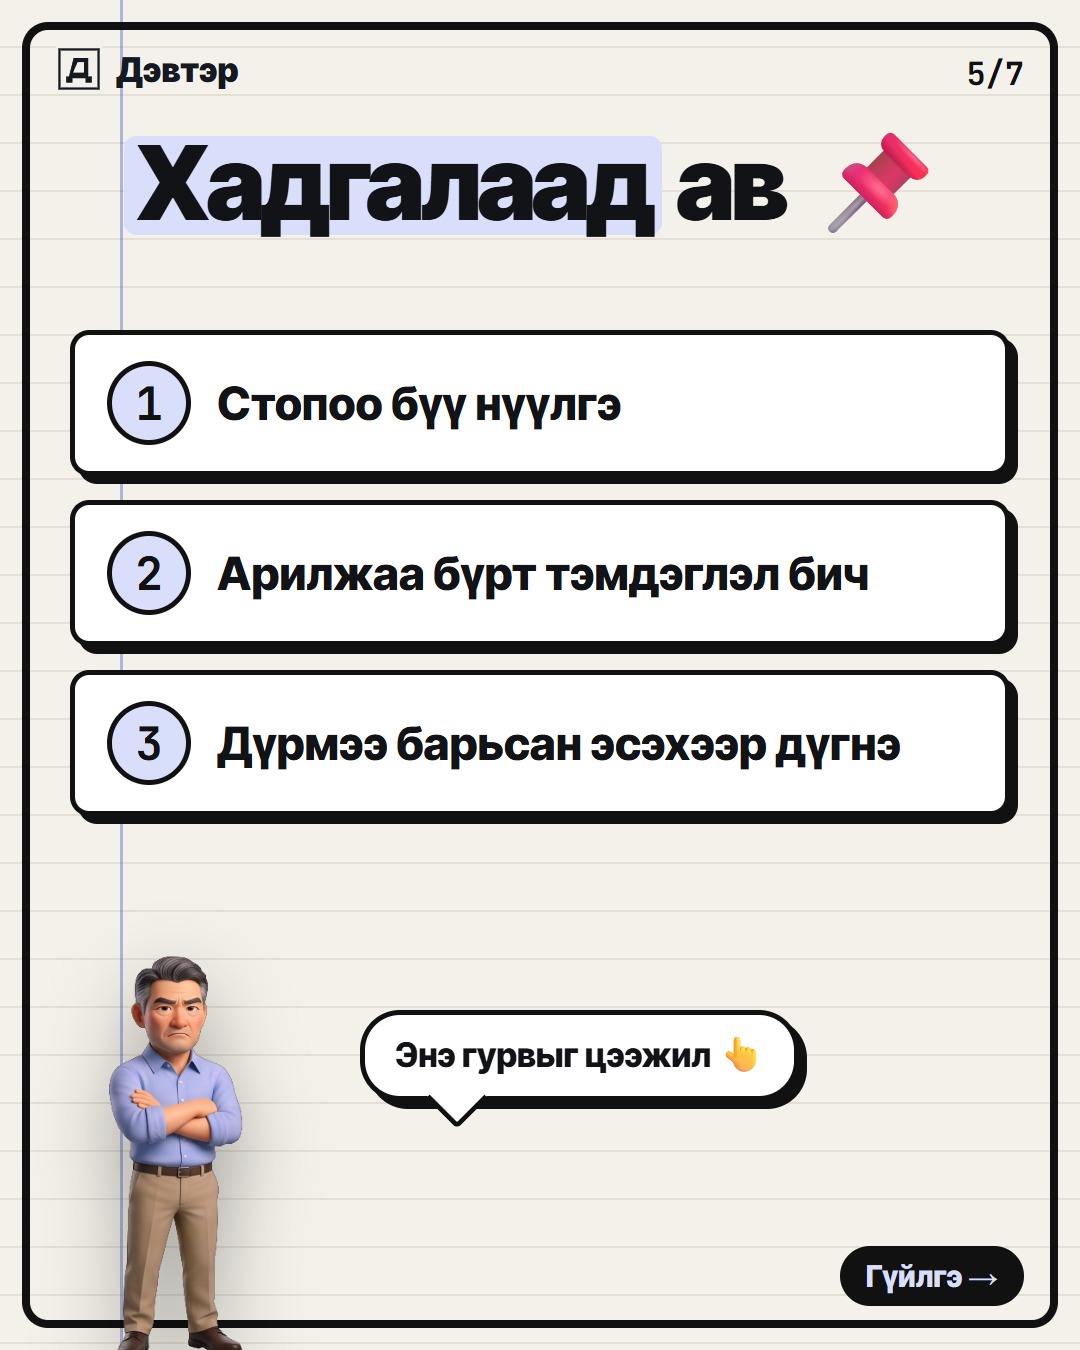 Д Дэвтэр
5/7
Хадгалаад ав 📌
1 Стопоо бүү нүүлгэ
2 Арилжаа бүрт тэмдэглэл бич
3 Дүрмээ барьсан эсэхээр дүгнэ
Энэ гурвыг цээжил 👆
Гүйлгэ →